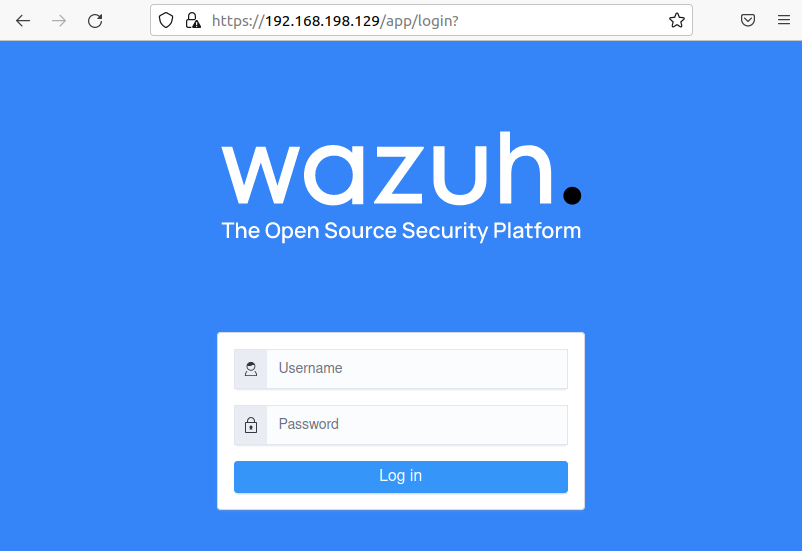 https://192.168.198.129/app/login?
wazuh.
The Open Source Security Platform
Username
Password
Log in